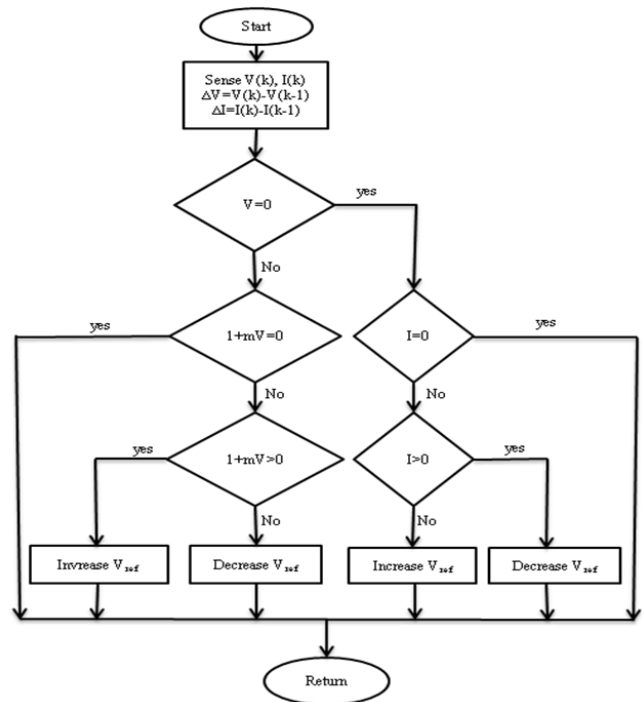 Start
Sense V(k), I(k)
ΔV=V(k)-V(k-1)
ΔI=I(k)-I(k-1)
V=0
yes
No
yes
1+mV=0
I=0
yes
No
No
yes
1+mV>0
I>0
yes
No
No
Invrease Vref
Decrease Vref
Increase Vref
Decrease Vref
Return